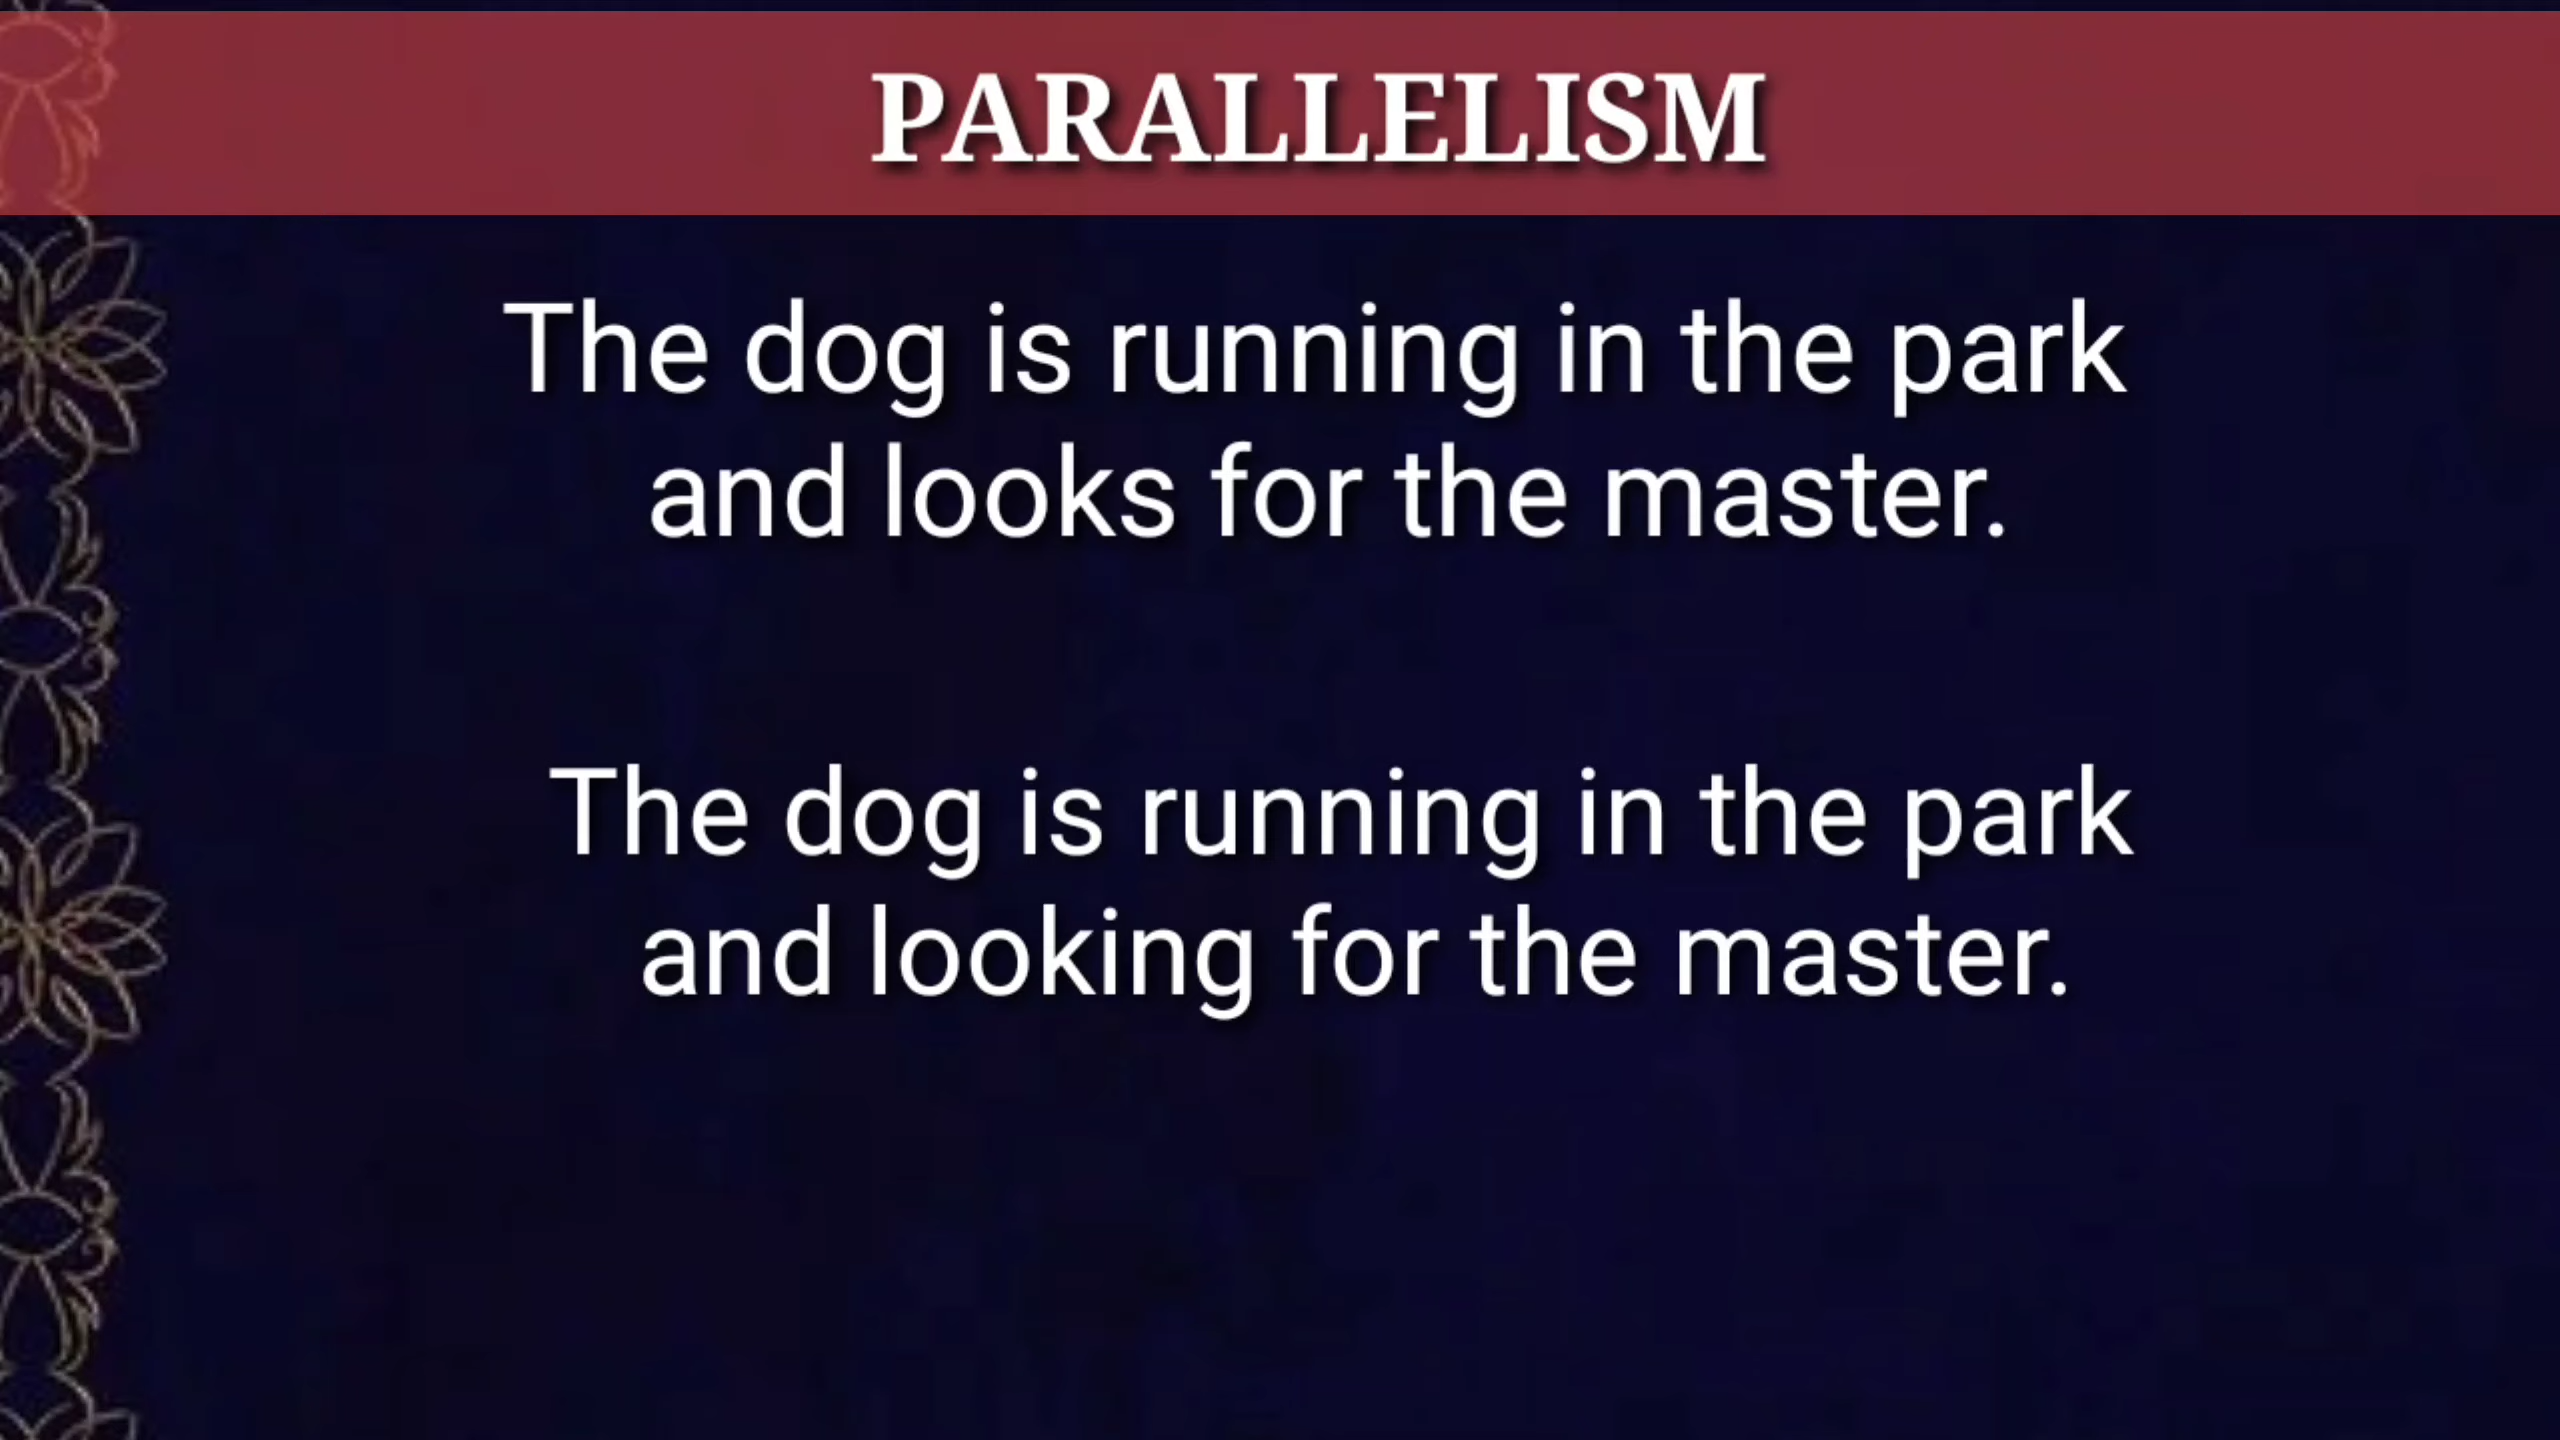 PARALLELISM
The dog is running in the park
and looks for the master.
The dog is running in the park
and looking for the master.